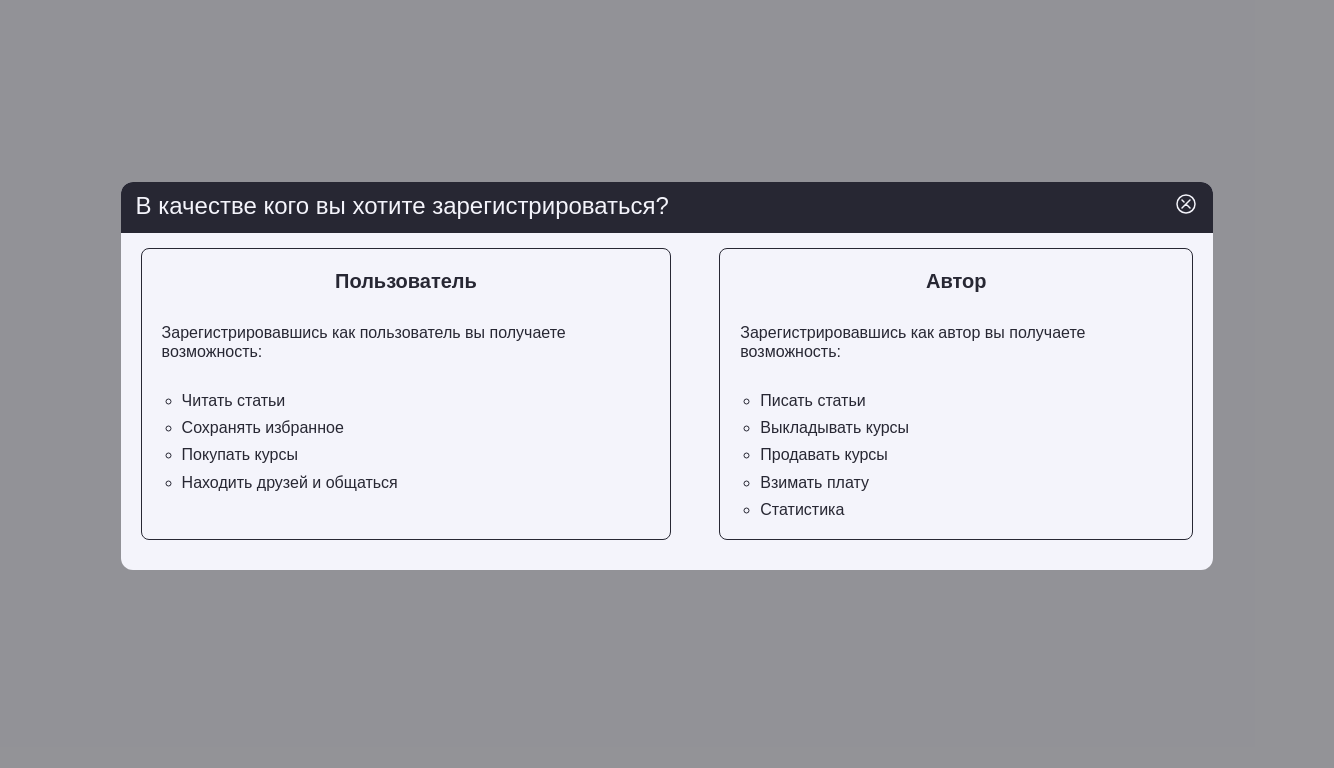 В качестве кого вы хотите зарегистрироваться?
Пользователь
Зарегистрировавшись как пользователь вы получаете
возможность:
Читать статьи
Сохранять избранное
Покупать курсы
Находить друзей и общаться
Автор
Зарегистрировавшись как автор вы получаете
возможность:
Писать статьи
Выкладывать курсы
Продавать курсы
Взимать плату
Статистика